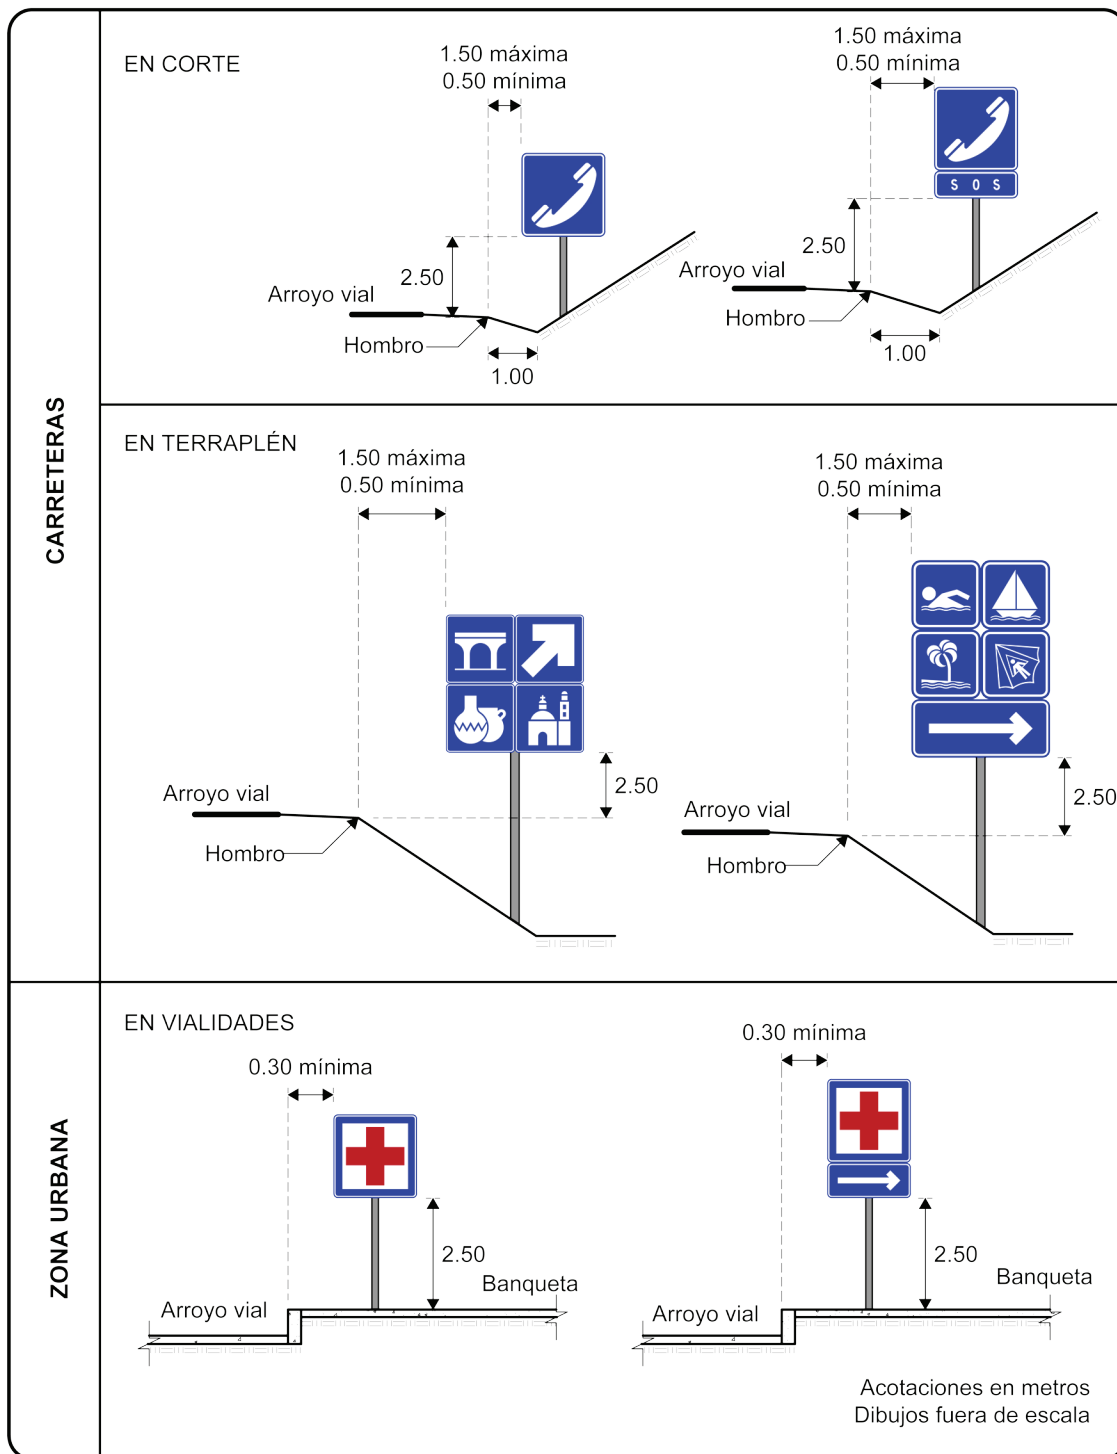 CARRETERAS
EN CORTE
1.50 máxima
0.50 mínima
2.50
Arroyo vial
Hombro
1.00
1.50 máxima
0.50 mínima
S O S
2.50
Arroyo vial
Hombro
1.00
EN TERRAPLÉN
1.50 máxima
0.50 mínima
2.50
Arroyo vial
Hombro
1.50 máxima
0.50 mínima
2.50
Arroyo vial
Hombro
ZONA URBANA
EN VIALIDADES
0.30 mínima
2.50
Banqueta
Arroyo vial
0.30 mínima
2.50
Banqueta
Arroyo vial
Acotaciones en metros
Dibujos fuera de escala